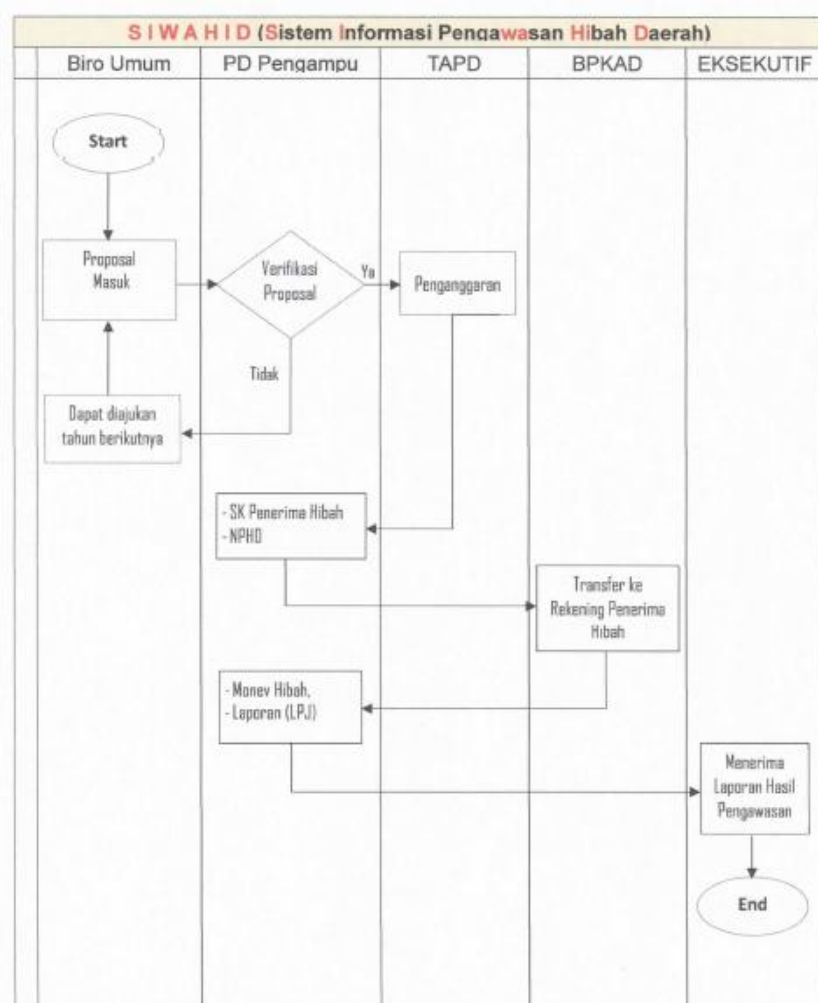 S I W A H I D (Sistem Informasi Pengawasan Hibah Daerah)
Biro Umum
PD Pengampu
TAPD
BPKAD
EKSEKUTIF
Start
Proposal
Masuk
Verifikasi
Proposal
Ya
Penganggaran
Tidak
Dapat diajukan
tahun berikutnya
- SK Penerima Hibah
- NPHD
Transfer ke
Rekening Penerima
Hibah
- Monev Hibah,
- Laporan (LPJ)
Menerima
Laporan Hasil
Pengawasan
End